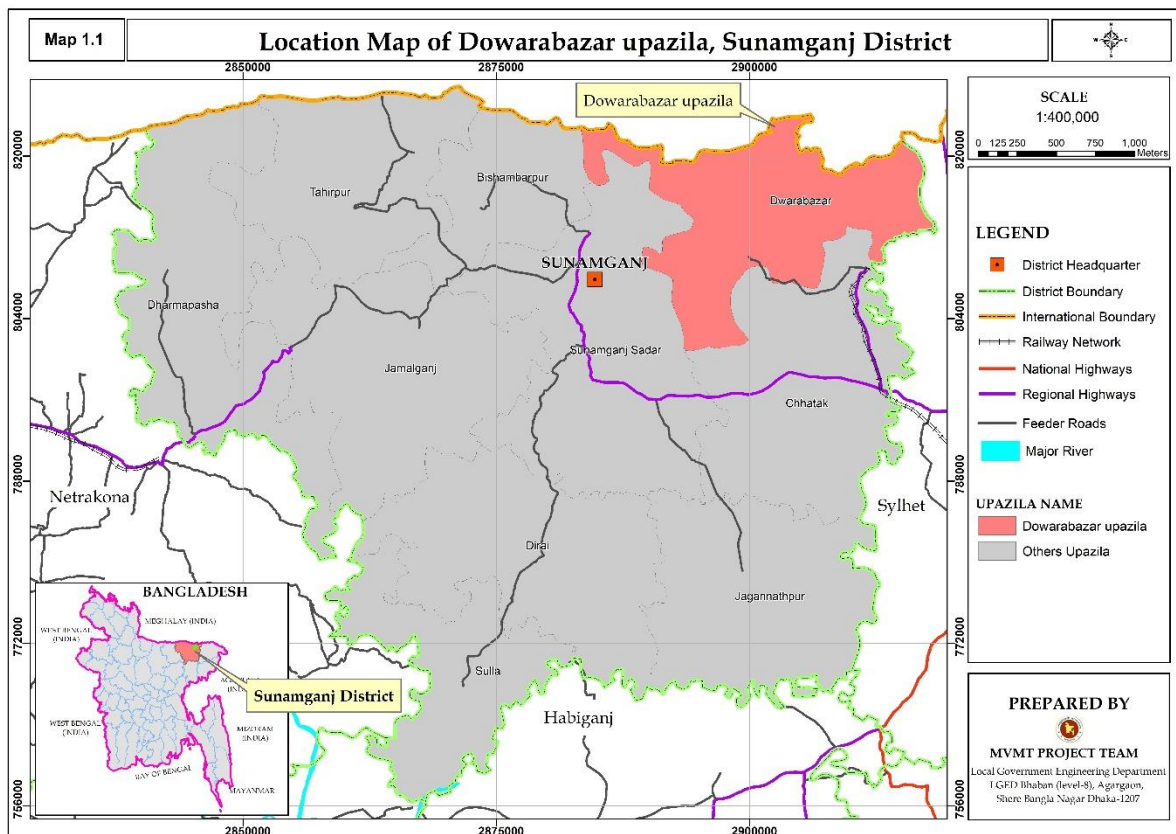 Map 1.1
Location Map of Dowarabazar upazila, Sunamganj District
N
W
E
S
2850000
2875000
2900000
Dowarabazar upazila
SCALE
1:400,000
0 125 250 500 750 1,000
Meters
820000
820000
Bishambarpur
Tahirpur
Dwarabazar
SUNAMGANJ
LEGEND
District Headquarter
District Boundary
International Boundary
Railway Network
National Highways
Regional Highways
Feeder Roads
Major River
Dharmapasha
804000
804000
Sunamganj Sadar
Jamalganj
Chhatak
788000
788000
Netrakona
Sylhet
UPAZILA NAME
Dowarabazar upazila
Others Upazila
Dirai
Jagannathpur
BANGLADESH
MEGHALAY (INDIA)
WEST BENGAL
(INDIA)
772000
772000
Sulla
Sunamganj District
WEST BENGAL
(INDIA)
MIZORAM
(INDIA)
BAY OF BENGAL
MAYANMAR
Habiganj
PREPARED BY
MVMT PROJECT TEAM
Local Government Engineering Department
LGED Bhaban (level-8), Agargaon,
Shere Bangla Nagar Dhaka-1207
756000
756000
2850000
2875000
2900000